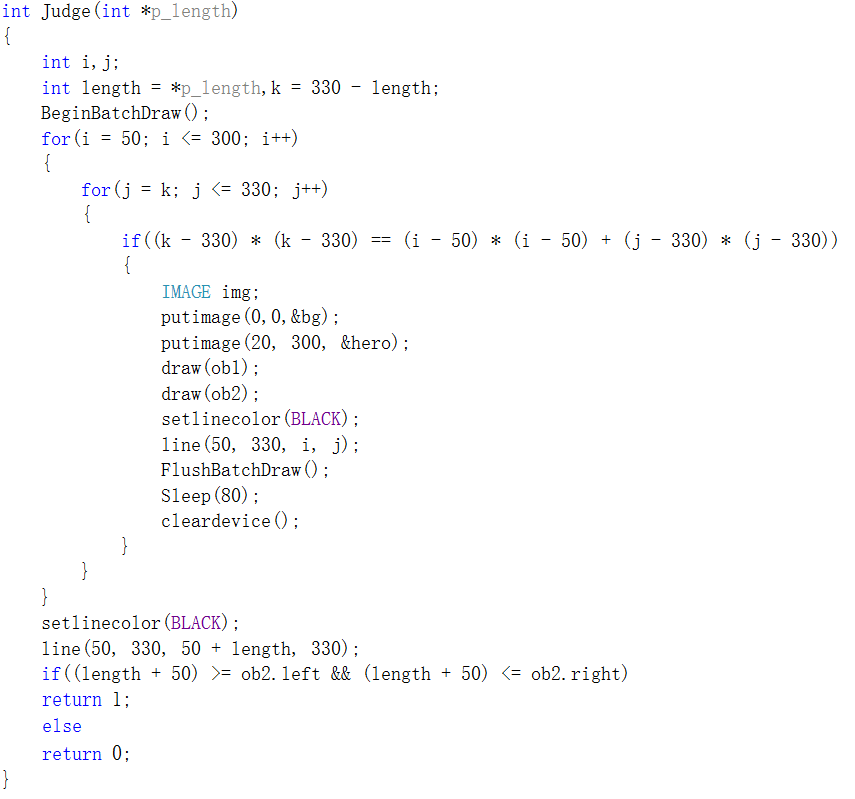 int Judge(int *p_length)
{
    int i,j;
    int length = *p_length,k = 330 - length;
    BeginBatchDraw();
    for(i = 50; i <= 300; i++)
    {
        for(j = k; j <= 330; j++)
        {
            if((k - 330) * (k - 330) == (i - 50) * (i - 50) + (j - 330) * (j - 330))
            {
                IMAGE img;
                putimage(0,0,&bg);
                putimage(20, 300, &hero);
                draw(ob1);
                draw(ob2);
                setlinecolor(BLACK);
                line(50, 330, i, j);
                FlushBatchDraw();
                Sleep(80);
                cleardevice();
            }
        }
    }
    setlinecolor(BLACK);
    line(50, 330, 50 + length, 330);
    if((length + 50) >= ob2.left && (length + 50) <= ob2.right)
    return 1;
    else
    return 0;
}